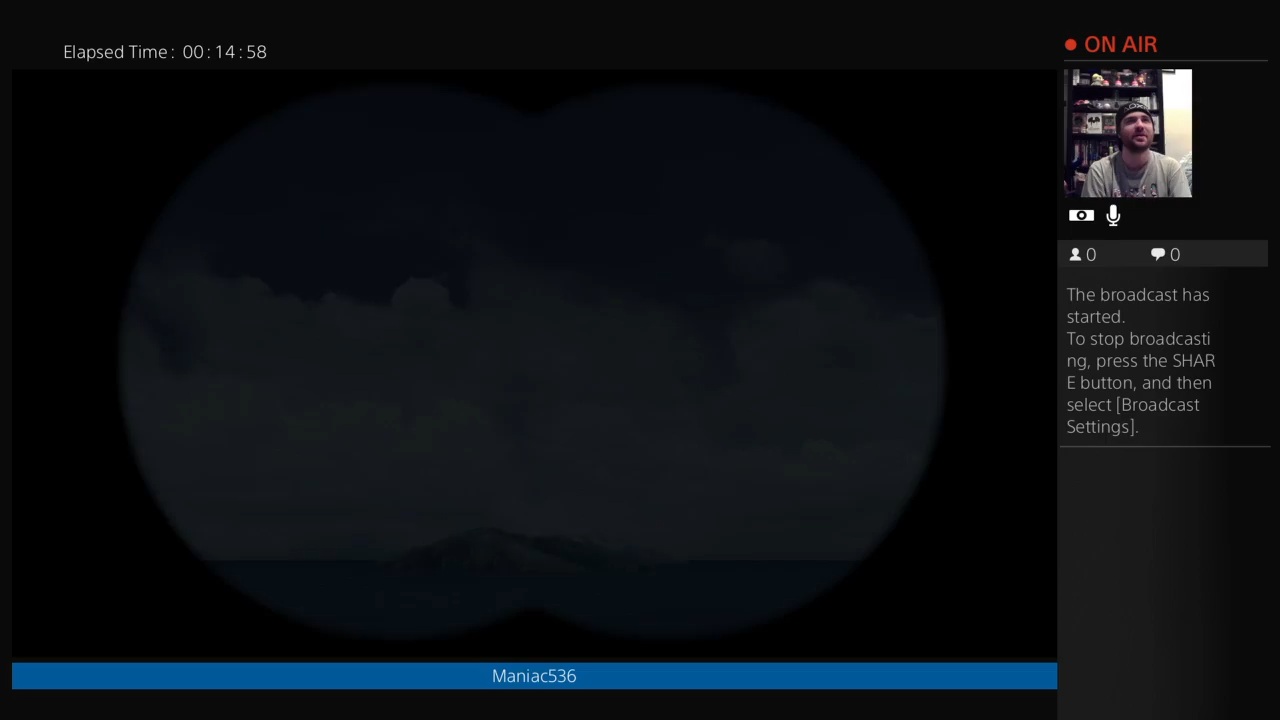 Elapsed Time: 00:14:58
ON AIR
0 0
The broadcast has
started.
To stop broadcasti
ng, press the SHAR
E button, and then
select [Broadcast
Settings].
Maniac536